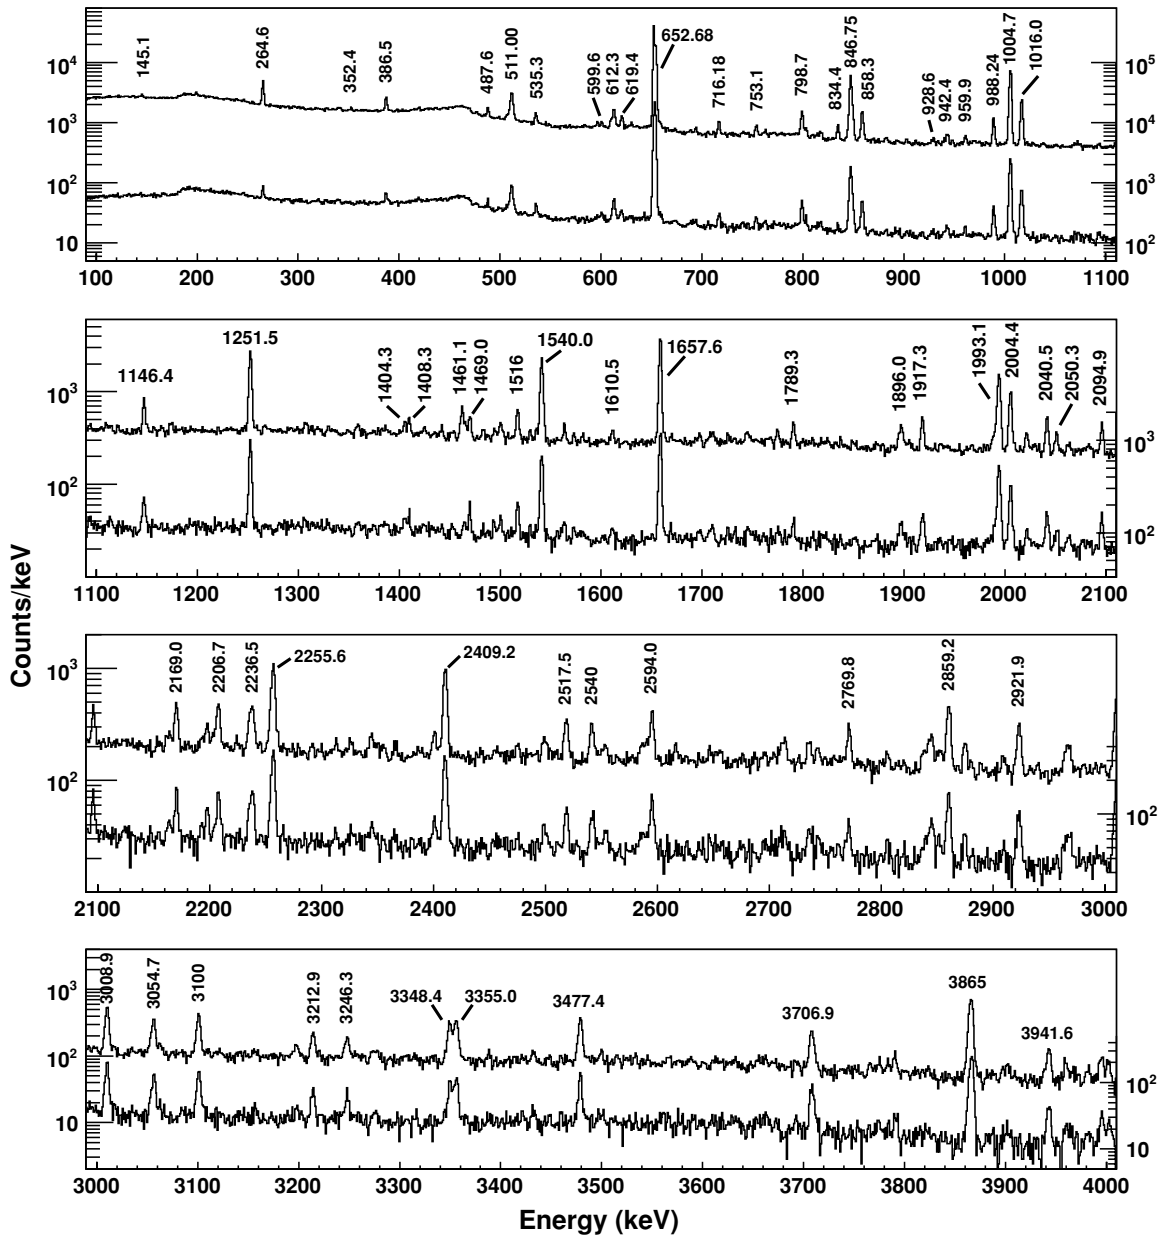 145.1 264.6 352.4 386.5 487.6 511.00 535.3 599.6 612.3 619.4 652.68 716.18 753.1 798.7 834.4 846.75 858.3 928.6 942.4 959.9 988.24 1004.7 1016.0
10⁴ 10⁵
10³ 10⁴
10² 10³
10 10²
100 200 300 400 500 600 700 800 900 1000 1100
1146.4 1251.5 1404.3 1408.3 1461.1 1469.0 1516 1540.0 1610.5 1657.6 1789.3 1896.0 1917.3 1993.1 2004.4 2040.5 2050.3 2094.9
10³ 10³
10² 10²
1100 1200 1300 1400 1500 1600 1700 1800 1900 2000 2100
Counts/keV
2169.0 2206.7 2236.5 2255.6 2409.2 2517.5 2540 2594.0 2769.8 2859.2 2921.9
10³
10² 10²
2100 2200 2300 2400 2500 2600 2700 2800 2900 3000
3008.9 3054.7 3100 3212.9 3246.3 3348.4 3355.0 3477.4 3706.9 3865 3941.6
10³
10² 10²
10 10
3000 3100 3200 3300 3400 3500 3600 3700 3800 3900 4000
Energy (keV)